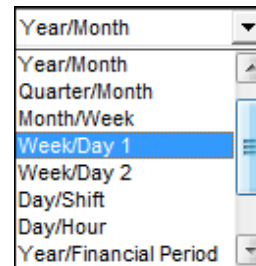 Year/Month
Year/Month
Quarter/Month
Month/Week
Week/Day 1
Week/Day 2
Day/Shift
Day/Hour
Year/Financial Period